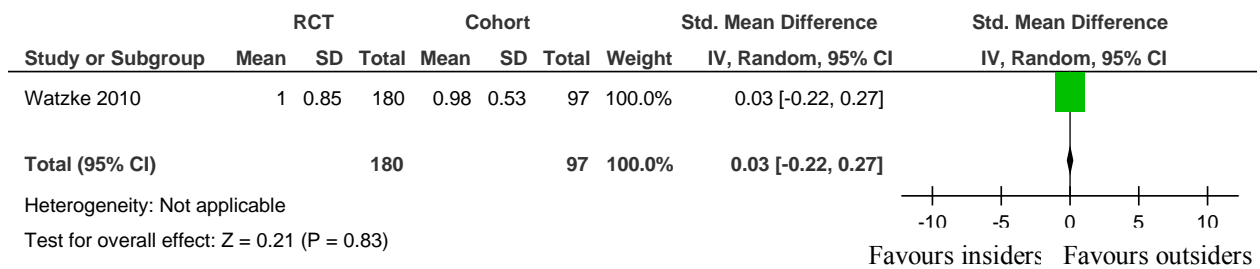 RCT Cohort Std. Mean Difference Std. Mean Difference
Study or Subgroup Mean SD Total Mean SD Total Weight IV, Random, 95% CI IV, Random, 95% CI
Watzke 2010 1 0.85 180 0.98 0.53 97 100.0% 0.03 [-0.22, 0.27]
Total (95% CI) 180 97 100.0% 0.03 [-0.22, 0.27]
Heterogeneity: Not applicable
Test for overall effect: Z = 0.21 (P = 0.83)
-10 -5 0 5 10
Favours insiders Favours outsiders